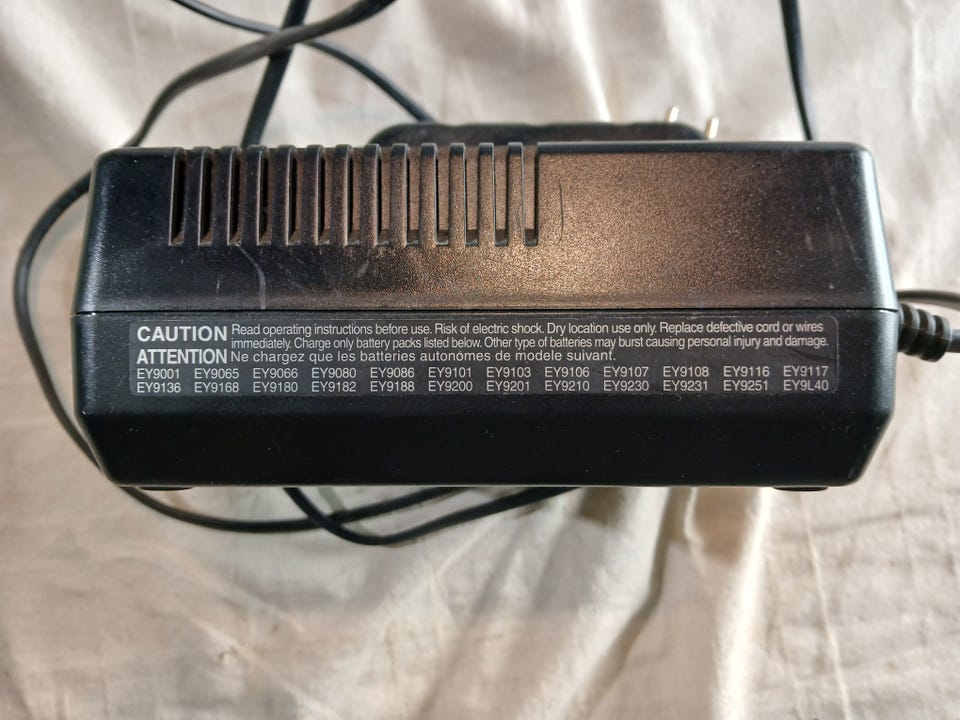 CAUTION Read operating instructions before use. Risk of electric shock. Dry location use only. Replace defective cord or wires
immediately. Charge only battery packs listed below. Other type of batteries may burst causing personal injury and damage.
ATTENTION Ne chargez que les batteries autonómes de modele suivant.
EY9001 EY9065 EY9066 EY9080 EY9086 EY9101 EY9103 EY9106 EY9107 EY9108 EY9116 EY9117
EY9136 EY9168 EY9180 EY9182 EY9188 EY9200 EY9201 EY9210 EY9230 EY9231 EY9251 EY9L40